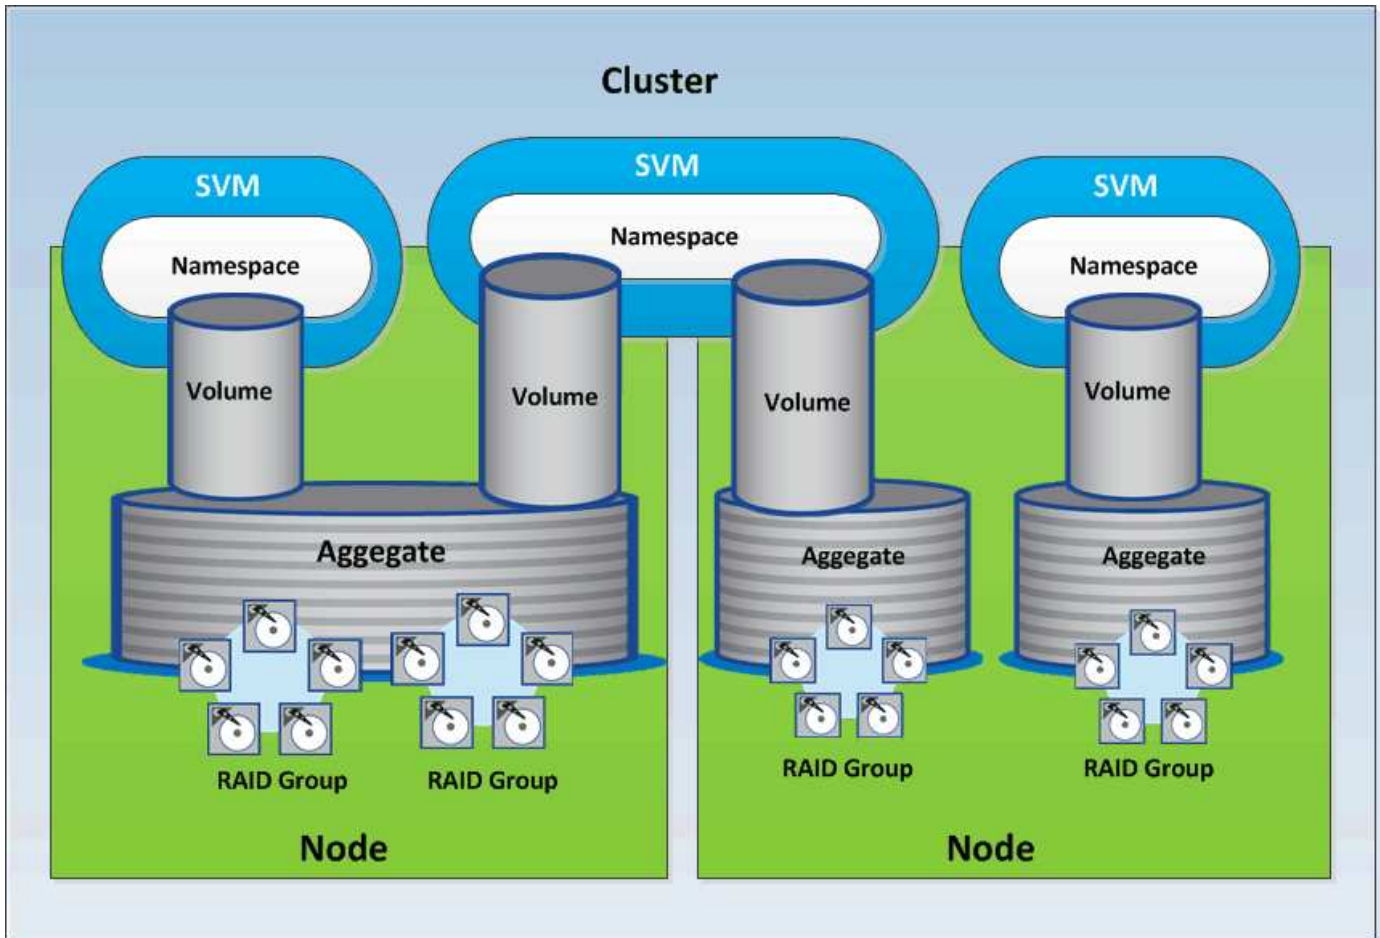 Cluster
SVM
SVM
SVM
Namespace
Namespace
Namespace
Volume
Volume
Volume
Volume
Aggegate
Aggegate
Aggegate
RAID Group
RAID Group
RAID Group
RAID Group
Node
Node